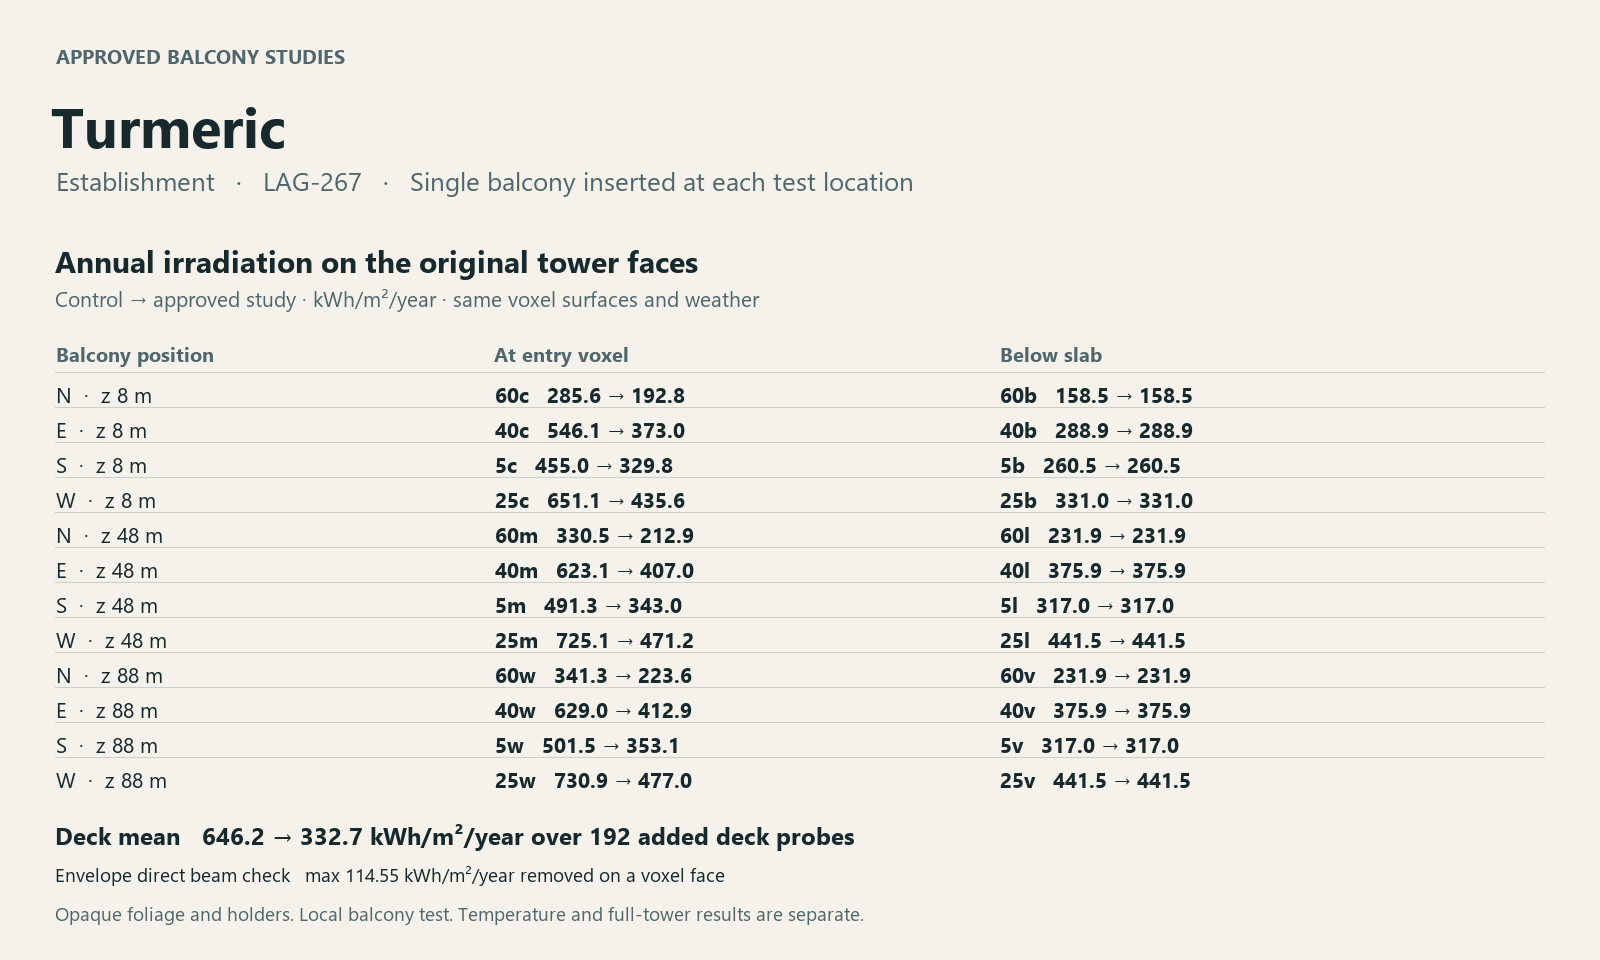 APPROVED BALCONY STUDIES
Turmeric
Establishment · LAG-267 · Single balcony inserted at each test location
Annual irradiation on the original tower faces
Control → approved study · kWh/m²/year · same voxel surfaces and weather
Balcony position At entry voxel Below slab
N · z 8 m 60c 285.6 → 192.8 60b 158.5 → 158.5
E · z 8 m 40c 546.1 → 373.0 40b 288.9 → 288.9
S · z 8 m 5c 455.0 → 329.8 5b 260.5 → 260.5
W · z 8 m 25c 651.1 → 435.6 25b 331.0 → 331.0
N · z 48 m 60m 330.5 → 212.9 60l 231.9 → 231.9
E · z 48 m 40m 623.1 → 407.0 40l 375.9 → 375.9
S · z 48 m 5m 491.3 → 343.0 5l 317.0 → 317.0
W · z 48 m 25m 725.1 → 471.2 25l 441.5 → 441.5
N · z 88 m 60w 341.3 → 223.6 60v 231.9 → 231.9
E · z 88 m 40w 629.0 → 412.9 40v 375.9 → 375.9
S · z 88 m 5w 501.5 → 353.1 5v 317.0 → 317.0
W · z 88 m 25w 730.9 → 477.0 25v 441.5 → 441.5
Deck mean 646.2 → 332.7 kWh/m²/year over 192 added deck probes
Envelope direct beam check max 114.55 kWh/m²/year removed on a voxel face
Opaque foliage and holders. Local balcony test. Temperature and full-tower results are separate.